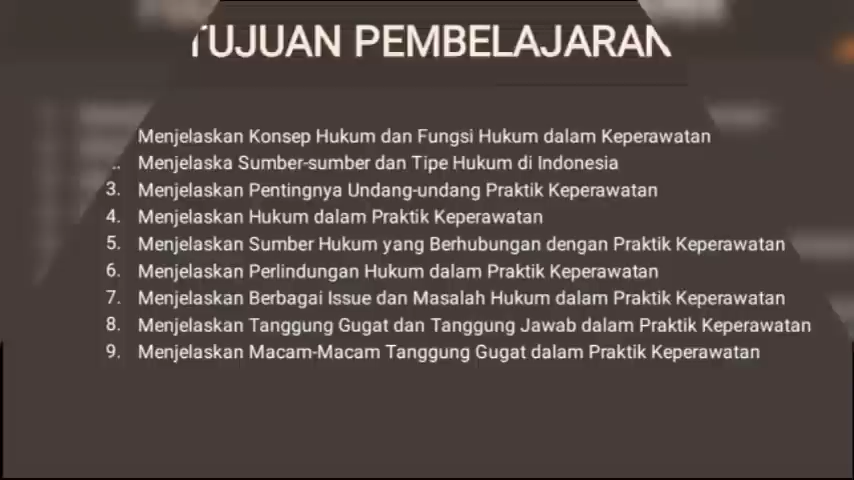 TUJUAN PEMBELAJARAN
Menjelaskan Konsep Hukum dan Fungsi Hukum dalam Keperawatan
Menjelaska Sumber-sumber dan Tipe Hukum di Indonesia
3. Menjelaskan Pentingnya Undang-undang Praktik Keperawatan
4. Menjelaskan Hukum dalam Praktik Keperawatan
5. Menjelaskan Sumber Hukum yang Berhubungan dengan Praktik Keperawatan
6. Menjelaskan Perlindungan Hukum dalam Praktik Keperawatan
7. Menjelaskan Berbagai Issue dan Masalah Hukum dalam Praktik Keperawatan
8. Menjelaskan Tanggung Gugat dan Tanggung Jawab dalam Praktik Keperawatan
9. Menjelaskan Macam-Macam Tanggung Gugat dalam Praktik Keperawatan